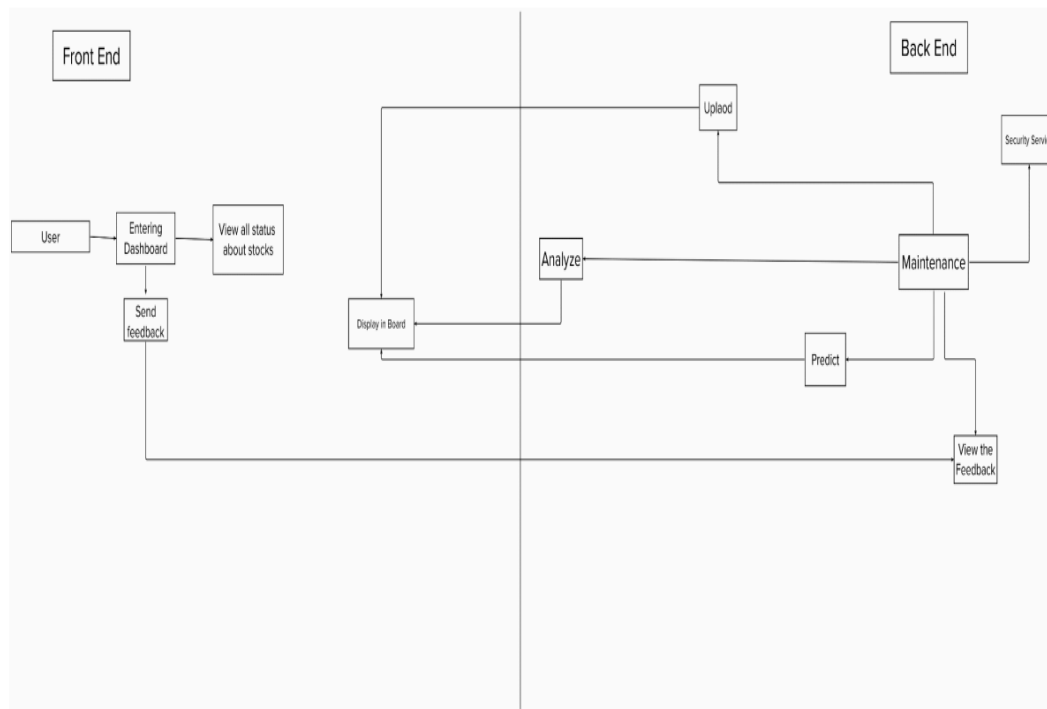 Front End
Back End
Uplaod
Security
User
Entering
Dashboard
View all status
about stocks
Analyze
Maintenance
Send
feedback
Display in Board
Predict
View the
Feedback